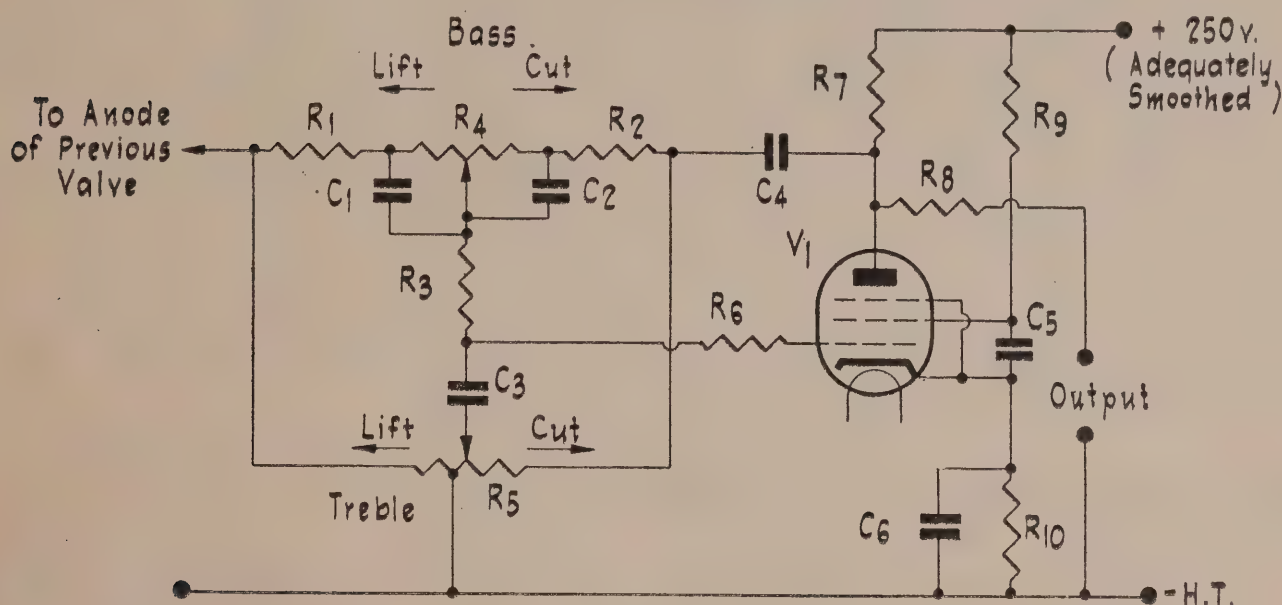 Bass
Lift
Cut
To Anode
of Previous
Valve
R1
R4
R2
C1
C2
C4
R3
C3
Lift
Cut
Treble
R5
R6
V1
R7
R8
R9
+ 250v.
( Adequately
Smoothed )
C5
Output
C6
R10
- H.T.